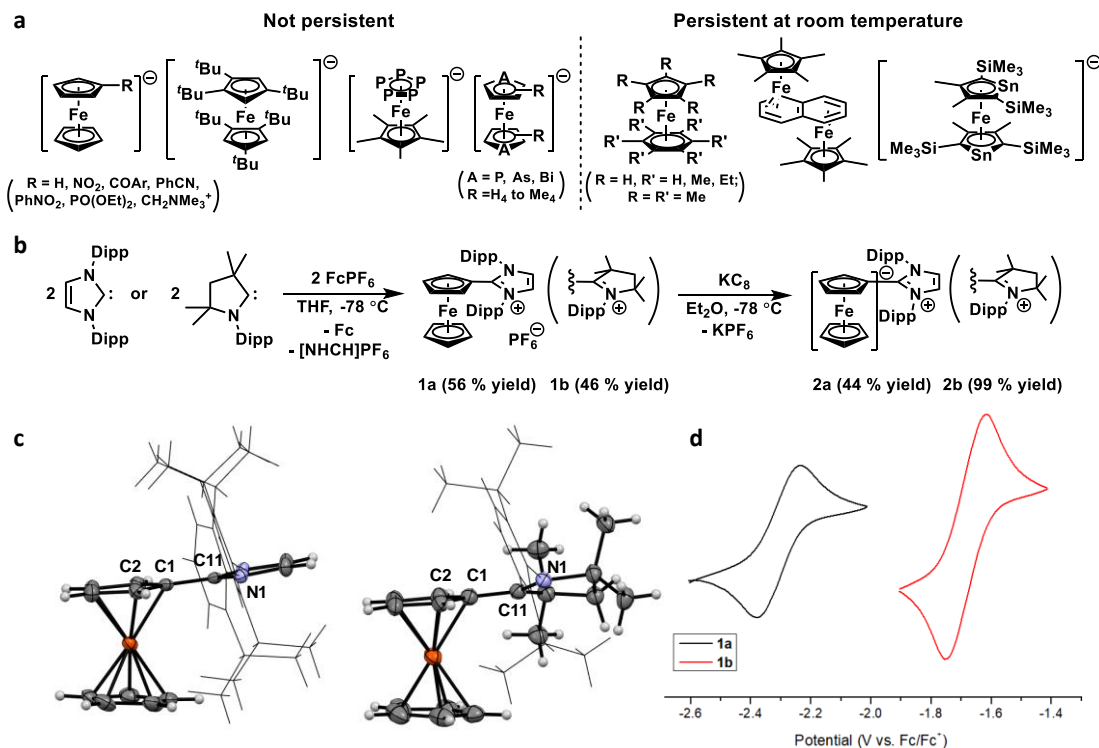 a
Not persistent
Persistent at room temperature
R
Fe
⊖
tBu
tBu
tBu
Fe
tBu
tBu
tBu
⊖
P
P P
P P
Fe
⊖
A
R
Fe
R
A
⊖
R
R R
R R
Fe
R' R'
R' R'
R' R'
Fe
Fe
SiMe3
Sn
SiMe3
Fe
Me3Si
Sn
SiMe3
⊖
(R = H, NO2, COAr, PhCN,
PhNO2, PO(OEt)2, CH2NMe3+)
(A = P, As, Bi)
(R =H4 to Me4)
(R = H, R' = H, Me, Et;
R = R' = Me)
b
2
Dipp
N
:
N
Dipp
or
2
:
N
Dipp
2 FcPF6
THF, -78 °C
- Fc
- [NHCH]PF6
Dipp
N
N
⊕
Dipp
Fe
PF6⊖
N
⊕
Dipp
1a (56 % yield)
1b (46 % yield)
KC8
Et2O, -78 °C
- KPF6
⊖
Dipp
N
N
⊕
Dipp
Fe
N
⊕
Dipp
2a (44 % yield)
2b (99 % yield)
c
C2
C1
C11
N1
C2
C1
C11
N1
d
1a
1b
-2.6 -2.4 -2.2 -2.0 -1.8 -1.6 -1.4
Potential (V vs. Fc/Fc+)